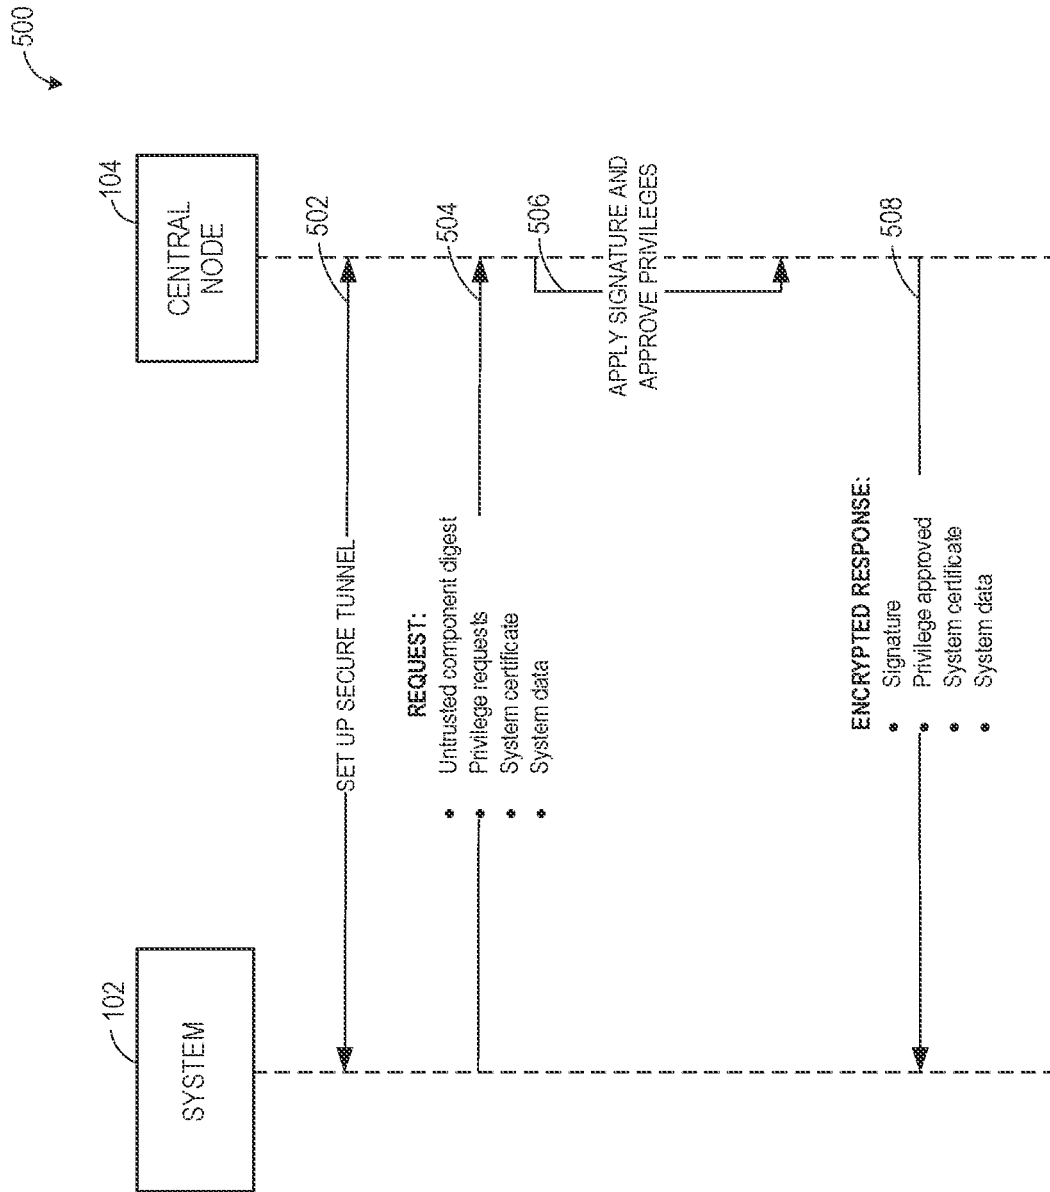 500
102
SYSTEM
104
CENTRAL
NODE
502
SET UP SECURE TUNNEL
504
REQUEST:
• Untrusted component digest
• Privilege requests
• System certificate
• System data
506
APPLY SIGNATURE AND
APPROVE PRIVILEGES
508
ENCRYPTED RESPONSE:
• Signature
• Privilege approved
• System certificate
• System data